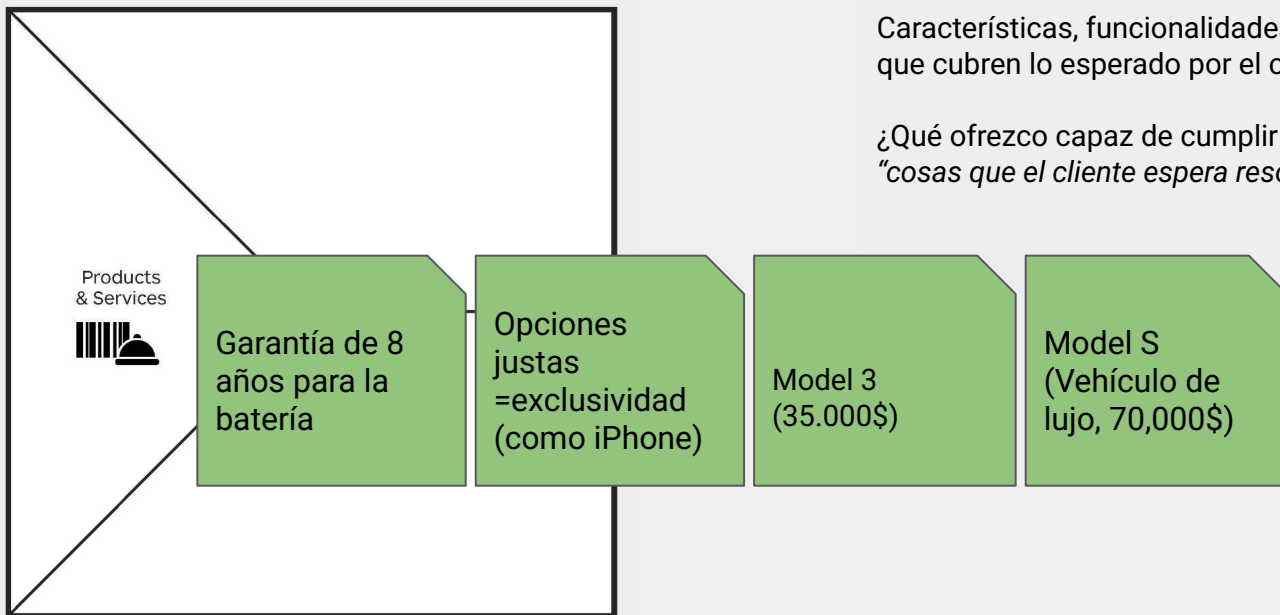 Características, funcionalidades
que cubren lo esperado por el
¿Qué ofrezco capaz de cumplir
“cosas que el cliente espera
Products
& Services
Garantía de 8
años para la
batería
Opciones
justas
=exclusividad
(como iPhone)
Model 3
(35.000$)
Model S
(Vehículo de
lujo, 70,000$)